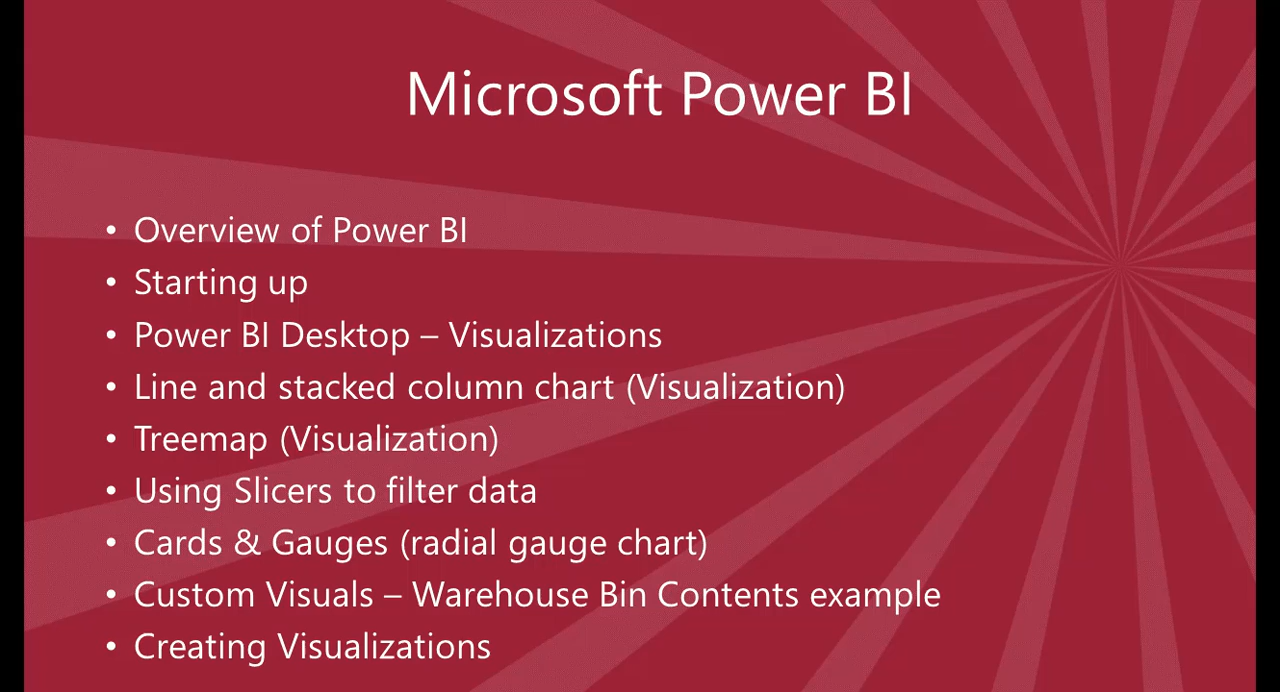 Microsoft Power BI
• Overview of Power BI
• Starting up
• Power BI Desktop – Visualizations
• Line and stacked column chart (Visualization)
• Treemap (Visualization)
• Using Slicers to filter data
• Cards & Gauges (radial gauge chart)
• Custom Visuals – Warehouse Bin Contents example
• Creating Visualizations